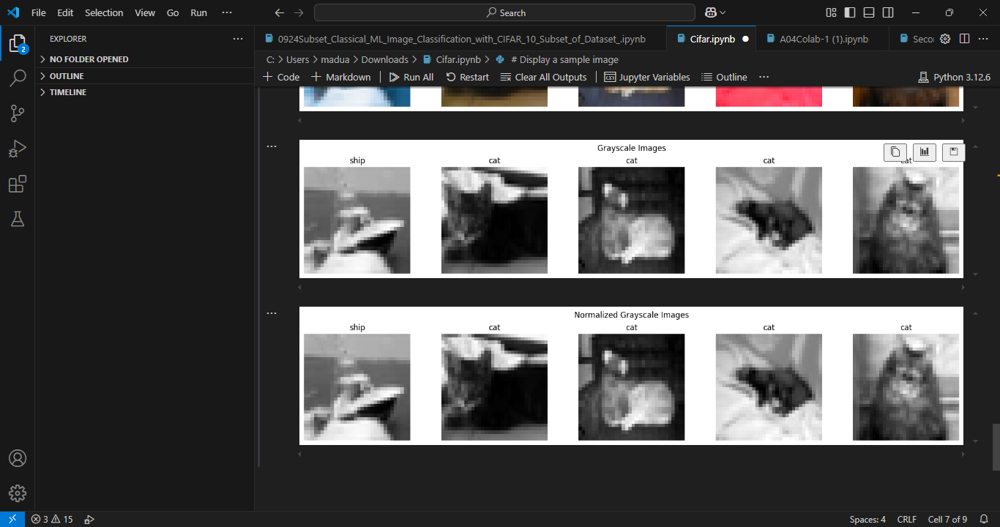 File Edit Selection View Go Run ···
Search
EXPLORER ···
2
NO FOLDER OPENED
OUTLINE
TIMELINE
0924Subset_Classical_ML_Image_Classification_with_CIFAR_10_Subset_of_Dataset_.ipynb
Cifar.ipynb
A04Colab-1 (1).ipynb
Secor
C: > Users > madua > Downloads > Cifar.ipynb > # Display a sample image
Code
Markdown
Run All
Restart
Clear All Outputs
Jupyter Variables
Outline
···
Python 3.12.6
Grayscale Images
ship cat cat cat cat
Normalized Grayscale Images
ship cat cat cat cat
3 15
Spaces: 4 CRLF Cell 7 of 9